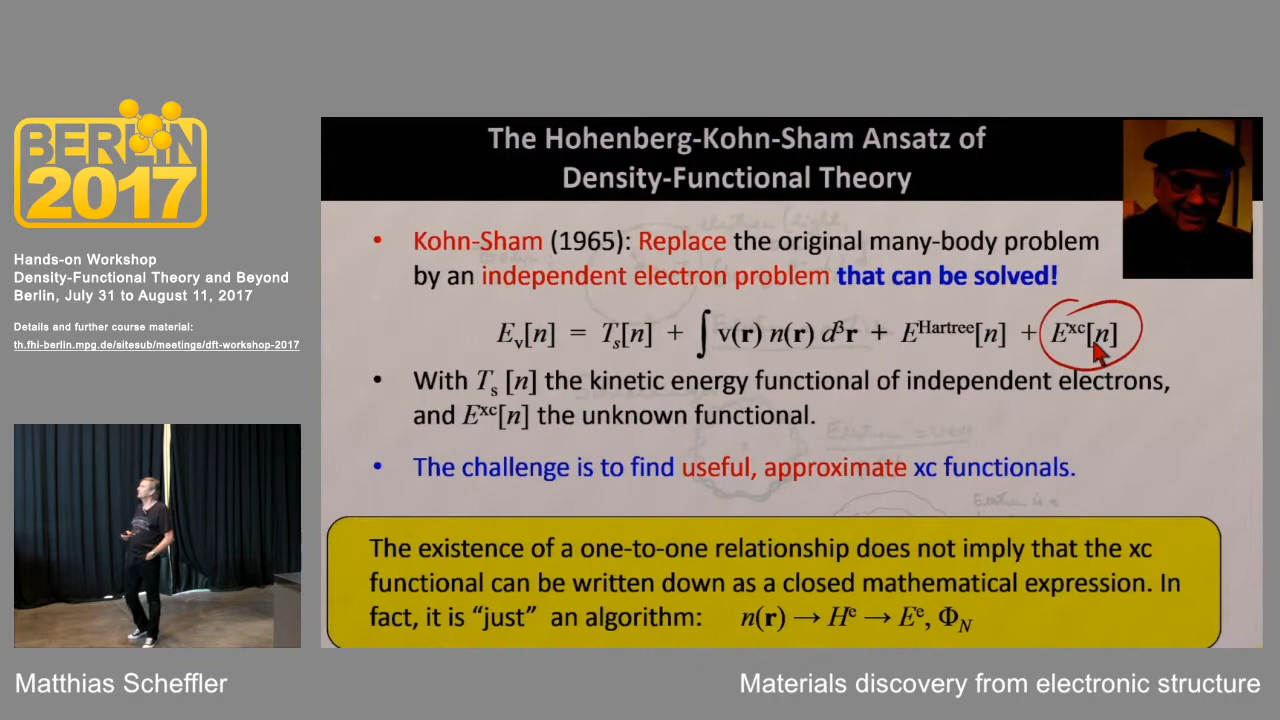 BERLIN
2017
Hands-on Workshop
Density-Functional Theory and Beyond
Berlin, July 31 to August 11, 2017
Details and further course material:
th.fhi-berlin.mpg.de/sitesub/meetings/dft-workshop-2017
The Hohenberg-Kohn-Sham Ansatz of
Density-Functional Theory
• Kohn-Sham (1965): Replace the original many-body problem
by an independent electron problem that can be solved!
Eᵥ[n] = Tₛ[n] + ∫ v(r) n(r) d³r + E^Hartree[n] + E^xc[n]
• With Tₛ [n] the kinetic energy functional of independent electrons,
and E^xc[n] the unknown functional.
• The challenge is to find useful, approximate xc functionals.
The existence of a one-to-one relationship does not imply that the xc
functional can be written down as a closed mathematical expression. In
fact, it is “just” an algorithm: n(r) → Hᵉ → Eᵉ, Φ_N
Matthias Scheffler
Materials discovery from electronic structure